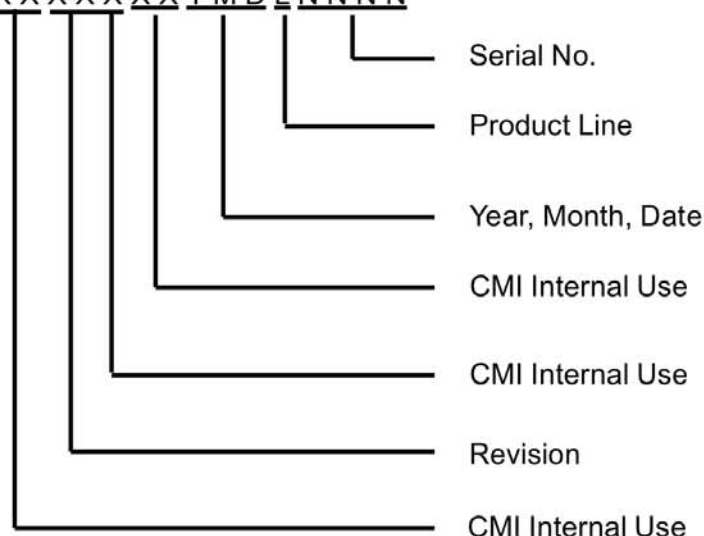 Serial No.
Product Line
Year, Month, Date
CMI Internal Use
CMI Internal Use
Revision
CMI Internal Use